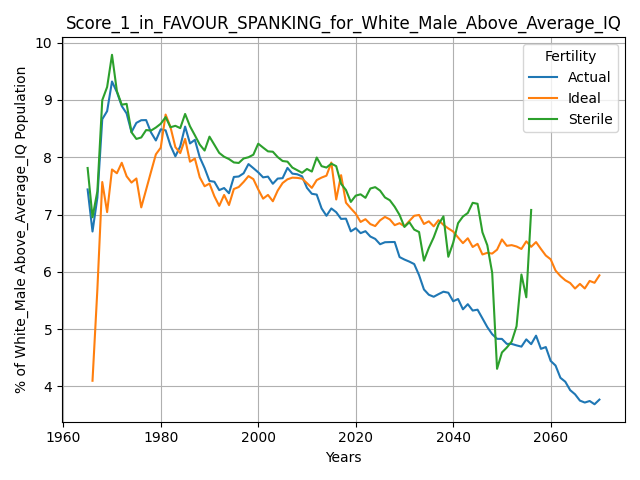 Score_1_in_FAVOUR_SPANKING_for_White_Male_Above_Average_IQ
% of White_Male Above_Average_IQ Population
10
9
8
7
6
5
4
Fertility
Actual
Ideal
Sterile
1960 1980 2000 2020 2040 2060
Years